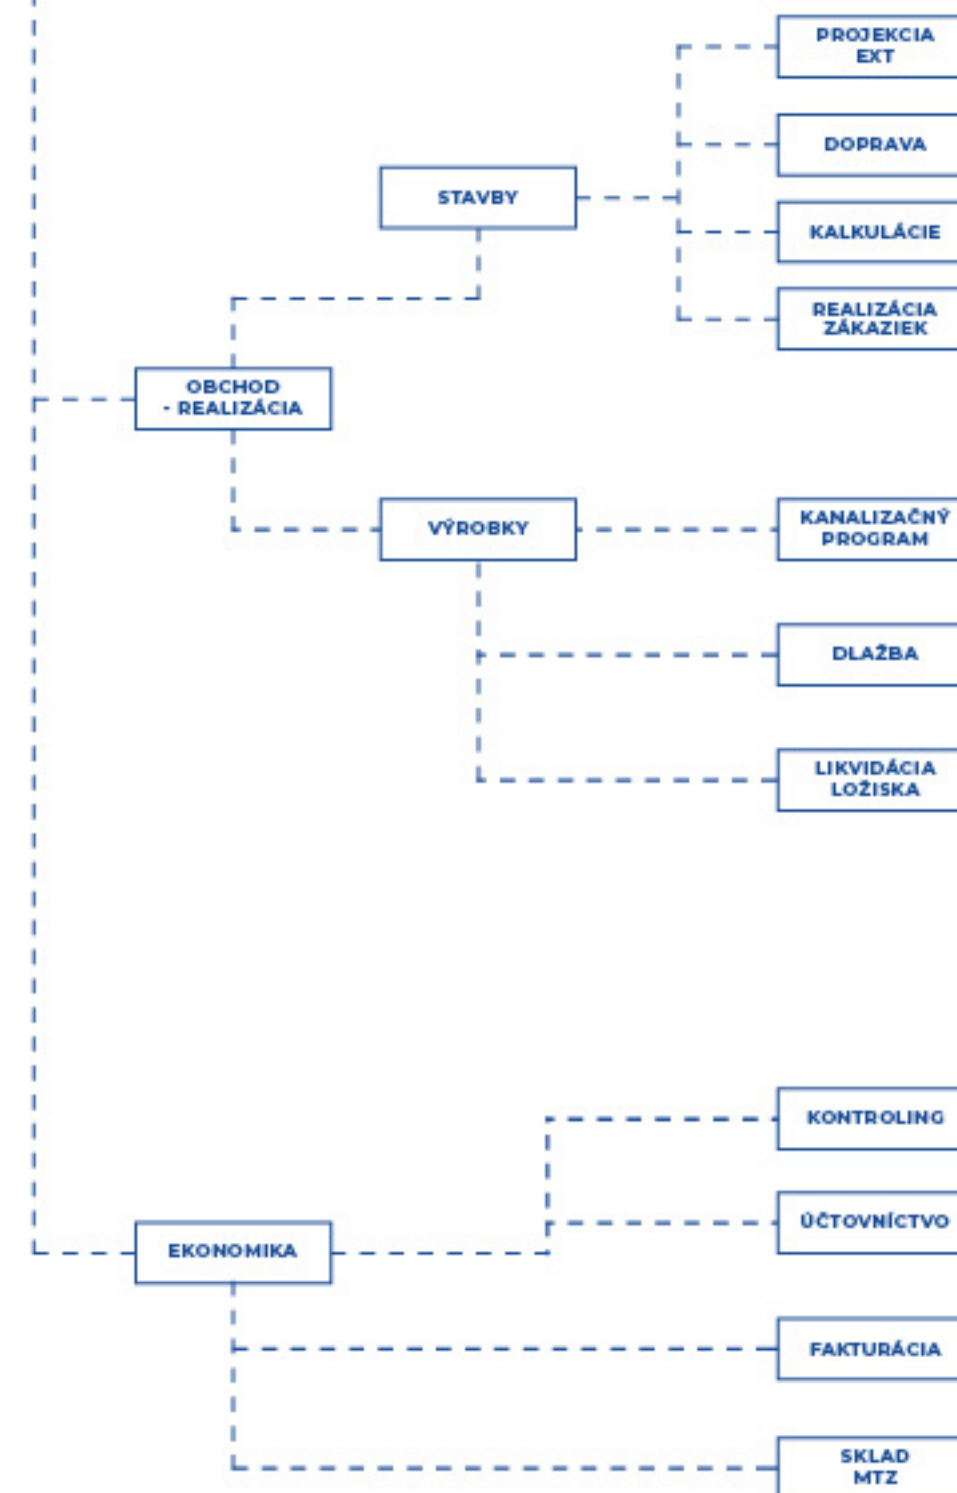 PROJEKCIA
EXT
DOPRAVA
STAVBY
KALKULÁCIE
REALIZÁCIA
ZÁKAZIEK
OBCHOD
- REALIZÁCIA
VÝROBKY
KANALIZAČNÝ
PROGRAM
DLAŽBA
LIKVIDÁCIA
LOŽISKA
KONTROLING
ÚČTOVNÍCTVO
EKONOMIKA
FAKTURÁCIA
SKLAD
MTZ